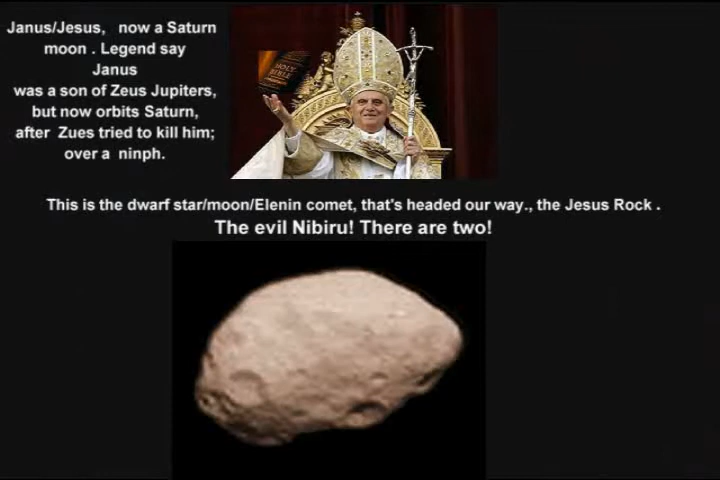 Janus/Jesus, now a Saturn
moon . Legend say
Janus
was a son of Zeus Jupiters,
but now orbits Saturn,
after Zues tried to kill him;
over a ninph.
HOLY
BIBLE
This is the dwarf star/moon/Elenin comet, that's headed our way., the Jesus Rock .
The evil Nibiru! There are two!